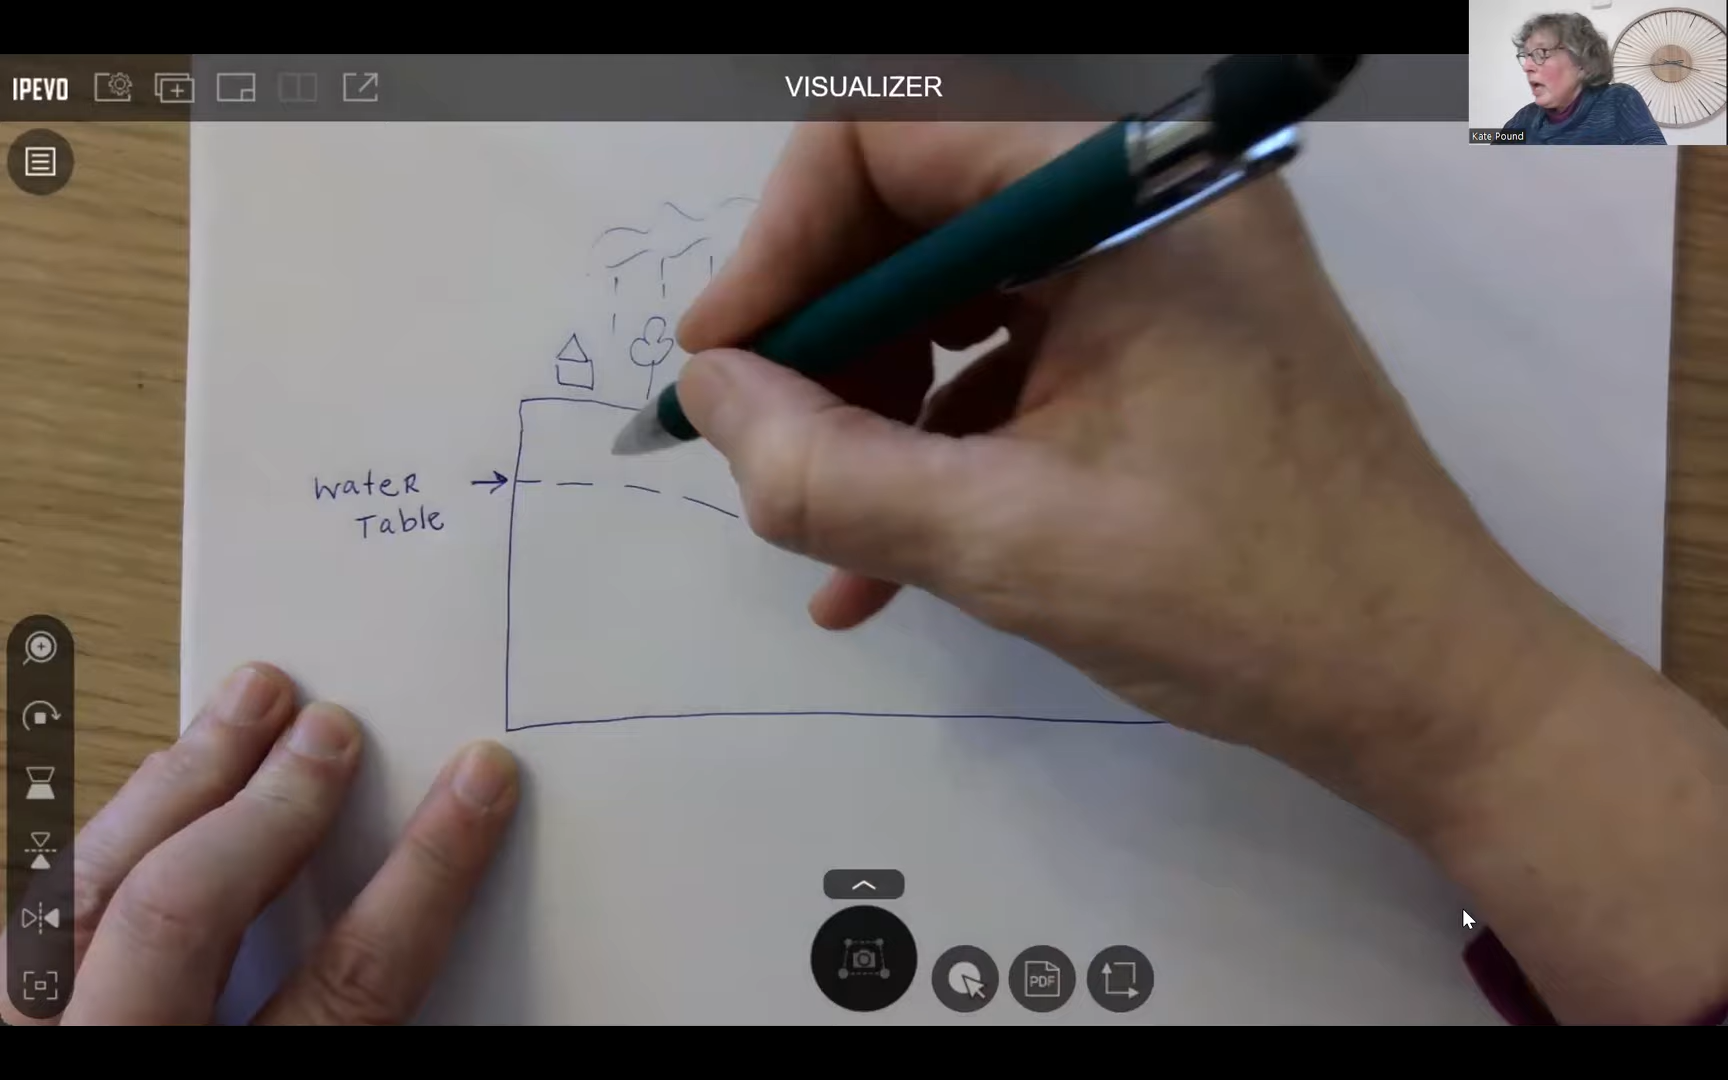 IPEVO
VISUALIZER
Kate Pound
WATER
Table
PDF